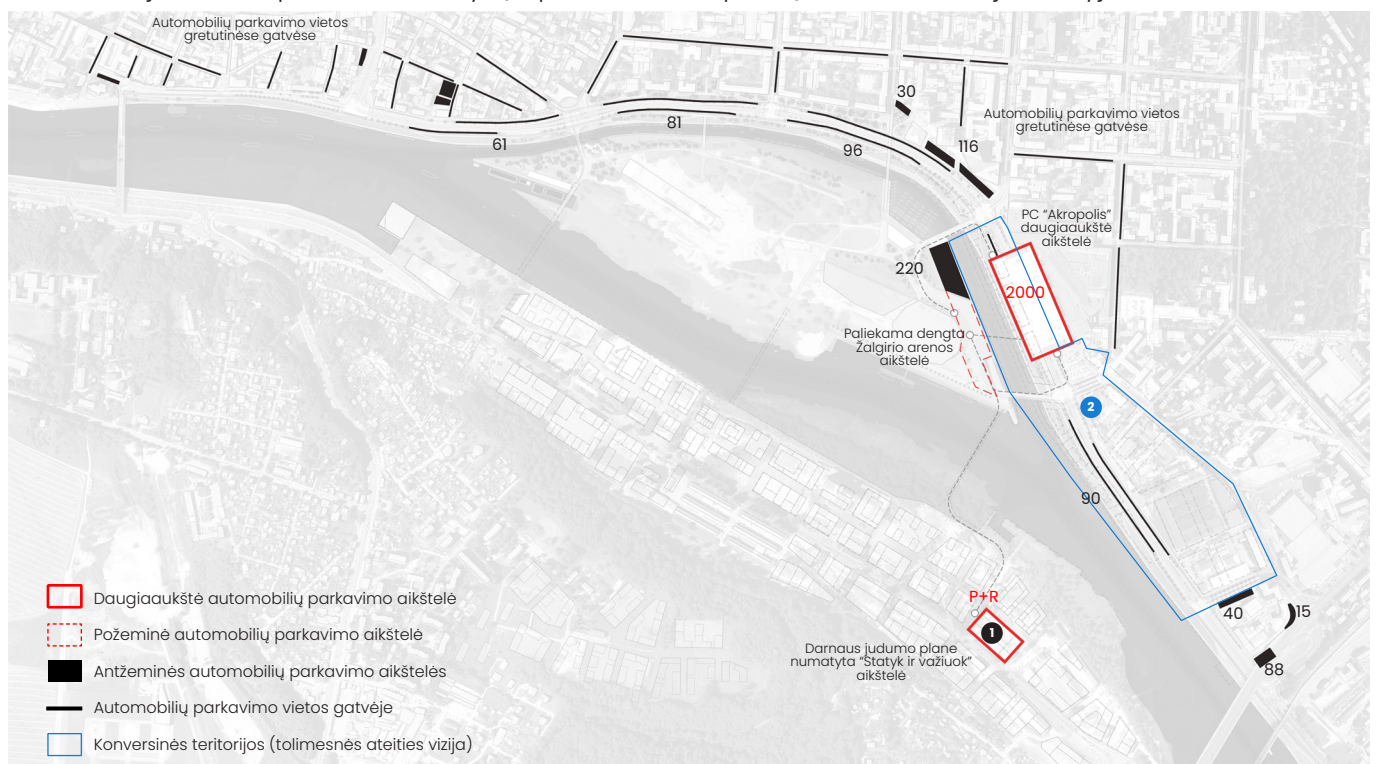 Automobilių parkavimo vietos
gretutinėse gatvėse
30
Automobilių parkavimo vietos
gretutinėse gatvėse
81
61
96
116
PC "Akropolis"
daugiaaukštė
aikštelė
220
2000
Paliekama dengta
Žalgirio arenos
aikštelė
2
90
P+R
1
Darnaus judumo plane
numatyta "Statyk ir važiuok"
aikštelė
40
15
88
Daugiaaukštė automobilių parkavimo aikštelė
Požeminė automobilių parkavimo aikštelė
Antžeminės automobilių parkavimo aikštelės
Automobilių parkavimo vietos gatvėje
Konversinės teritorijos (tolimesnės ateities vizija)